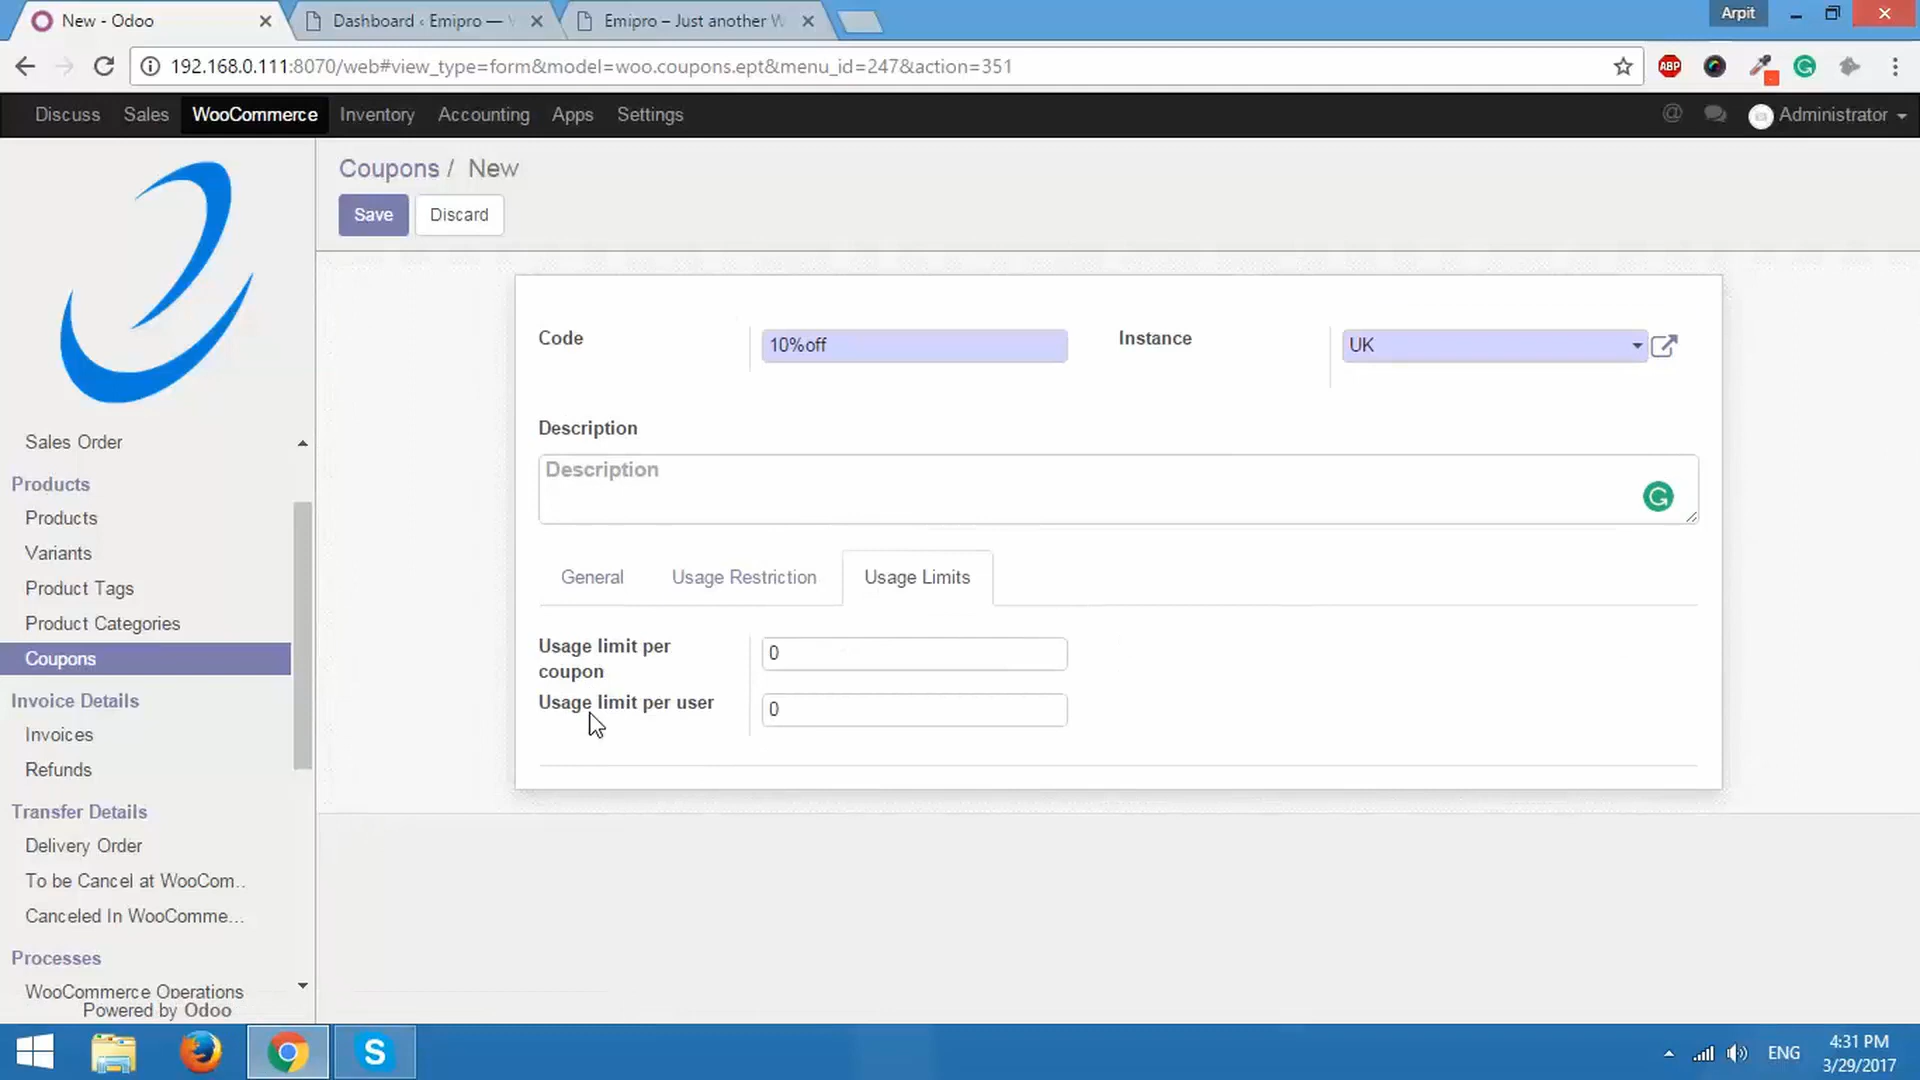 New - Odoo
Dashboard ‹ Emipro —
Emipro – Just another W
Arpit
192.168.0.111:8070/web#view_type=form&model=woo.coupons.ept&menu_id=247&action=351
ABP
Discuss Sales WooCommerce Inventory Accounting Apps Settings
@ Administrator
Coupons / New
Save Discard
Code
10%off
Instance
UK
Description
Description
General Usage Restriction Usage Limits
Usage limit per
coupon
0
Usage limit per user
0
Sales Order
Products
Products
Variants
Product Tags
Product Categories
Coupons
Invoice Details
Invoices
Refunds
Transfer Details
Delivery Order
To be Cancel at WooCom..
Canceled In WooComme...
Processes
WooCommerce Operations
Powered by Odoo
ENG
4:31 PM
3/29/2017